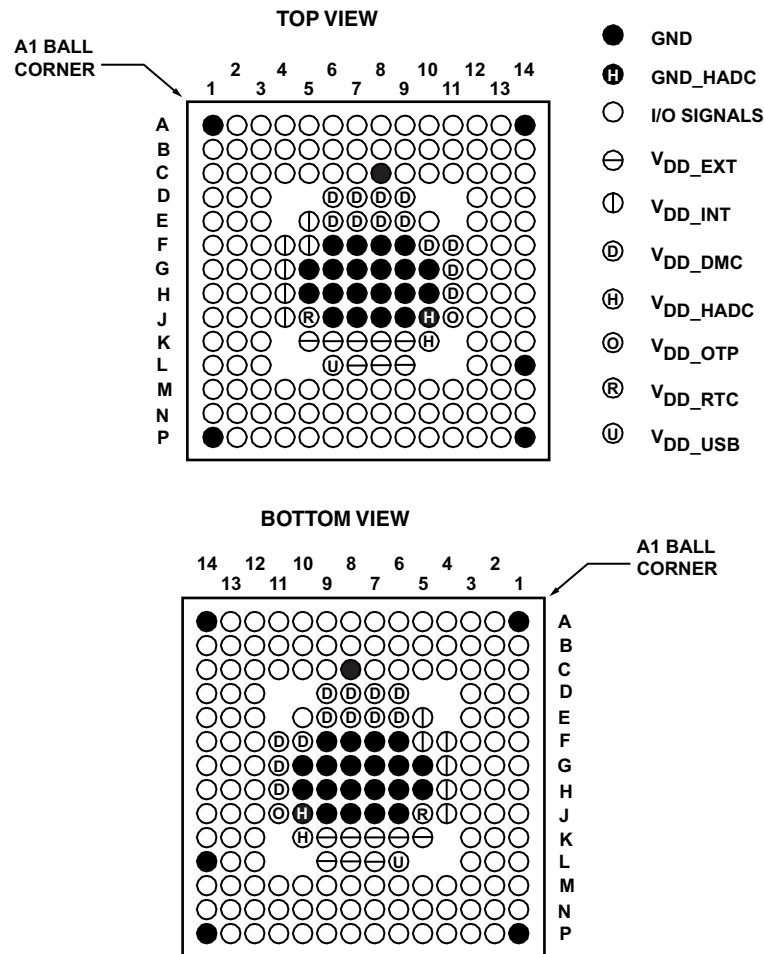 TOP VIEW
A1 BALL
CORNER
2 4 6 8 10 12 14
1 3 5 7 9 11 13
A
B
C
D D D D D
E D D D D
F D D
G D
H D
J R H O
K H
L U
M
N
P
GND
H GND_HADC
I/O SIGNALS
VDD_EXT
VDD_INT
D VDD_DMC
H VDD_HADC
O VDD_OTP
R VDD_RTC
U VDD_USB
BOTTOM VIEW
A1 BALL
CORNER
14 12 10 8 6 4 2
13 11 9 7 5 3 1
A
B
C
D D D D D
D D D D E
D D F
D G
D H
O H R J
H K
U L
M
N
P